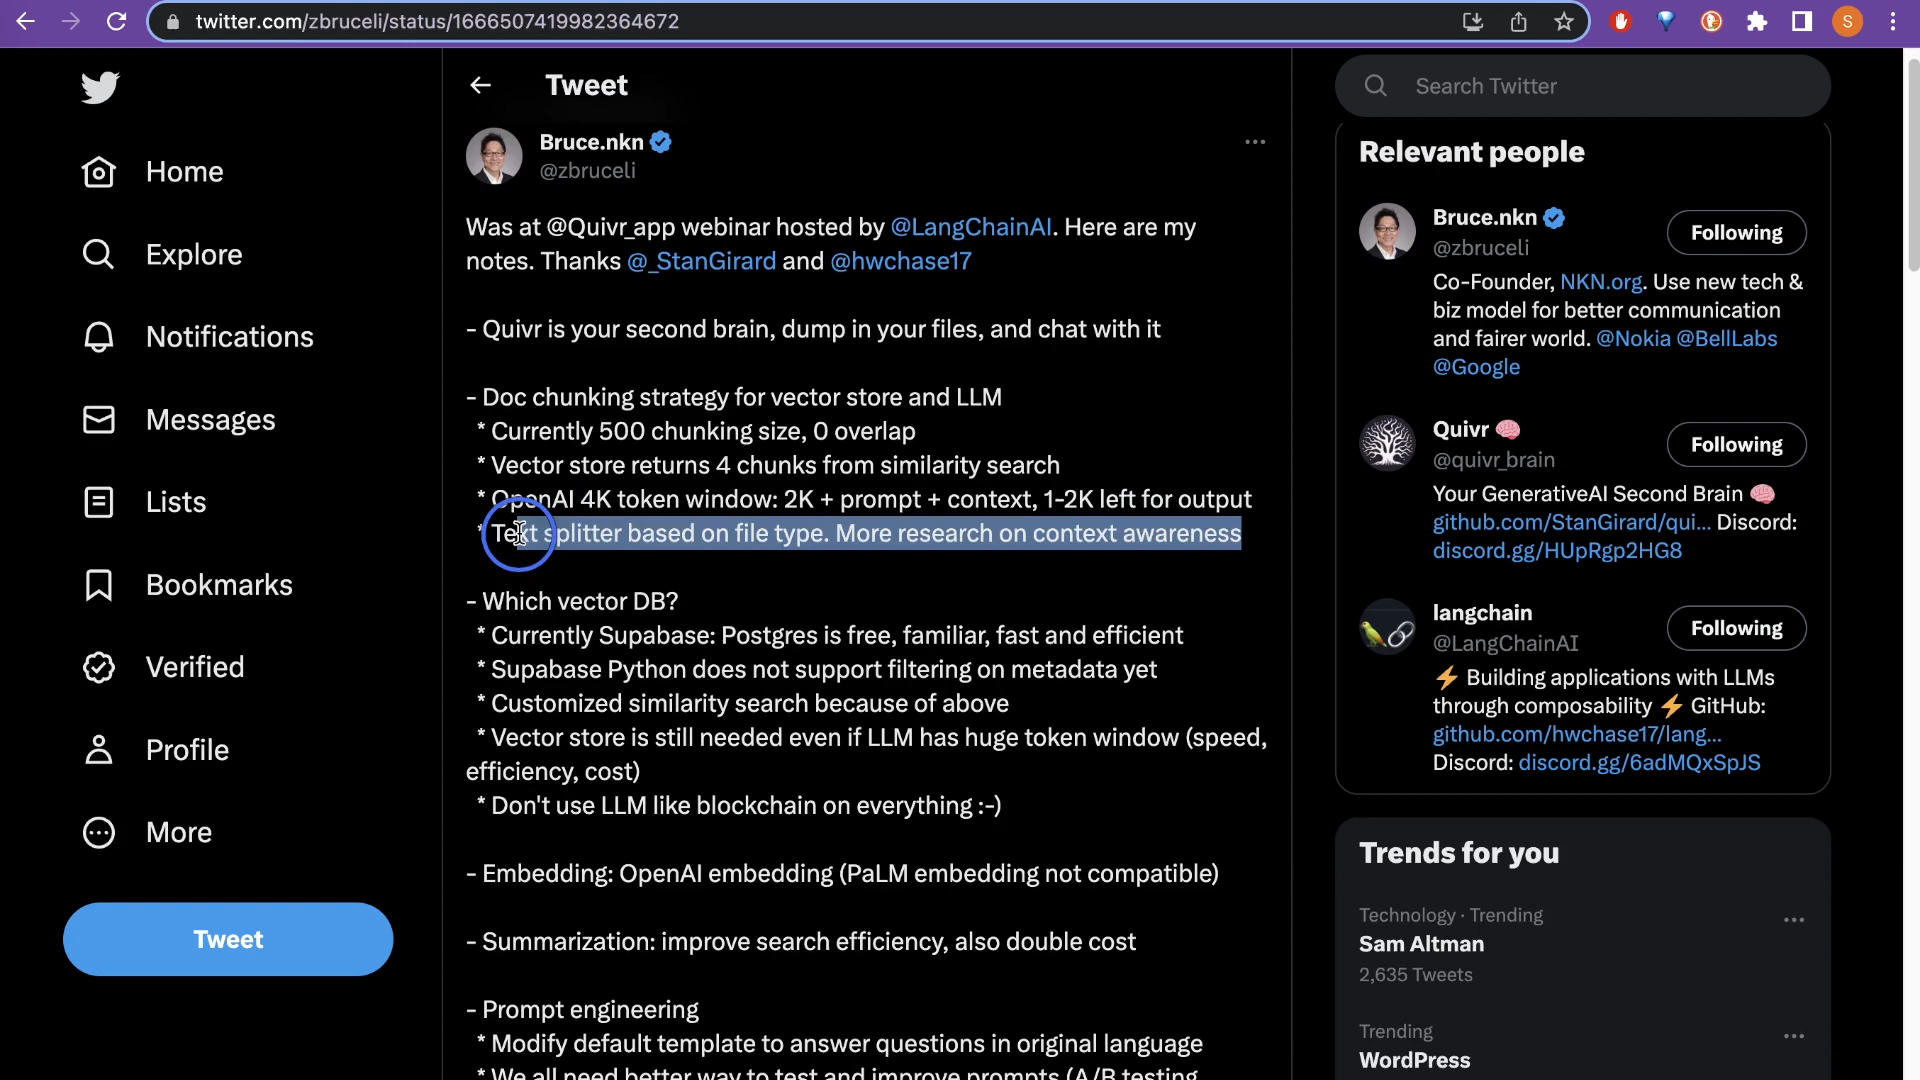 twitter.com/zbruceli/status/1666507419982364672
S
Home
Explore
Notifications
Messages
Lists
Bookmarks
Verified
Profile
More
Tweet
Tweet
Bruce.nkn
@zbruceli
Was at @Quivr_app webinar hosted by @LangChainAI. Here are my
notes. Thanks @_StanGirard and @hwchase17
- Quivr is your second brain, dump in your files, and chat with it
- Doc chunking strategy for vector store and LLM
* Currently 500 chunking size, 0 overlap
* Vector store returns 4 chunks from similarity search
* OpenAI 4K token window: 2K + prompt + context, 1-2K left for output
* Text splitter based on file type. More research on context awareness
- Which vector DB?
* Currently Supabase: Postgres is free, familiar, fast and efficient
* Supabase Python does not support filtering on metadata yet
* Customized similarity search because of above
* Vector store is still needed even if LLM has huge token window (speed,
efficiency, cost)
* Don't use LLM like blockchain on everything :-)
- Embedding: OpenAI embedding (PaLM embedding not compatible)
- Summarization: improve search efficiency, also double cost
- Prompt engineering
* Modify default template to answer questions in original language
* We all need better way to test and improve prompts (A/B testing
Search Twitter
Relevant people
Bruce.nkn
@zbruceli
Following
Co-Founder, NKN.org. Use new tech &
biz model for better communication
and fairer world. @Nokia @BellLabs
@Google
Quivr 🧠
@quivr_brain
Following
Your GenerativeAI Second Brain 🧠
github.com/StanGirard/qui... Discord:
discord.gg/HUpRgp2HG8
langchain
@LangChainAI
Following
⚡ Building applications with LLMs
through composability ⚡ GitHub:
github.com/hwchase17/lang...
Discord: discord.gg/6adMQxSpJS
Trends for you
Technology · Trending
Sam Altman
2,635 Tweets
Trending
WordPress